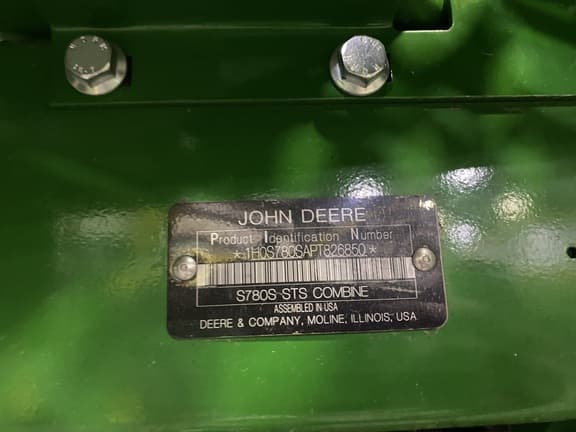 JOHN DEERE
Product Identification Number
*1H0S780SAPT826850*
S780S STS COMBINE
ASSEMBLED IN USA
DEERE & COMPANY, MOLINE, ILLINOIS, USA